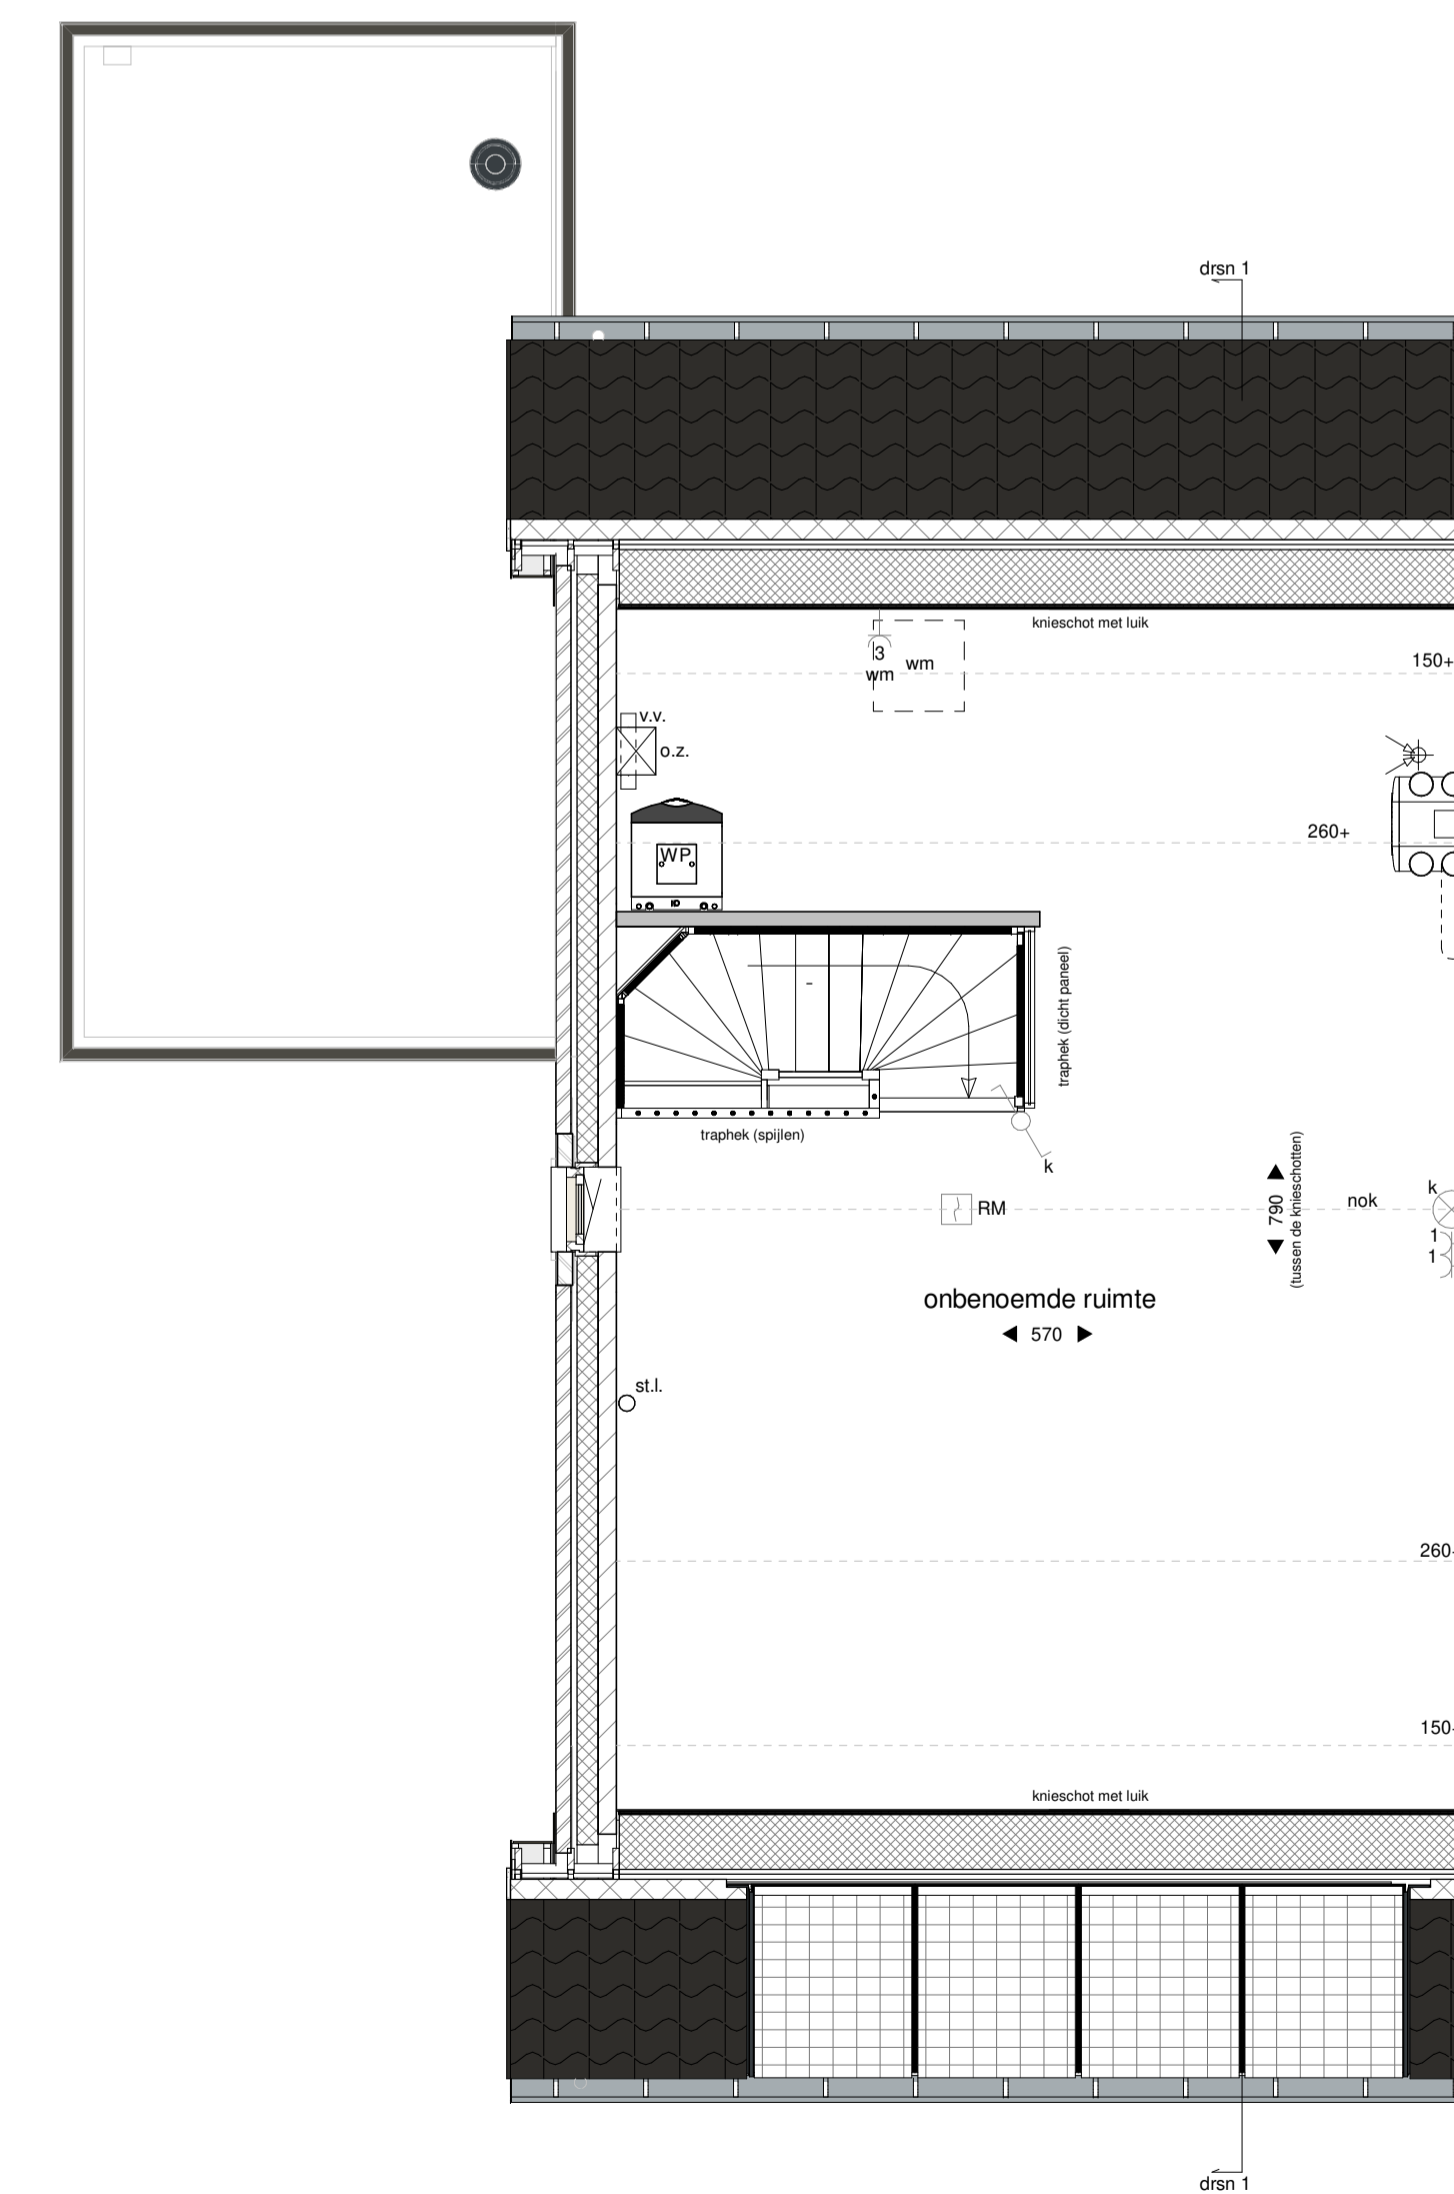 drsn 1
knieschot met luik
150+
3
wm
wm
v.v.
o.z.
260+
WP
traphek (dicht paneel)
-
traphek (spijlen)
k
RM
790
(tussen de knieschotten)
nok
k
1
1
onbenoemde ruimte
570
st.l.
260
150
knieschot met luik
drsn 1